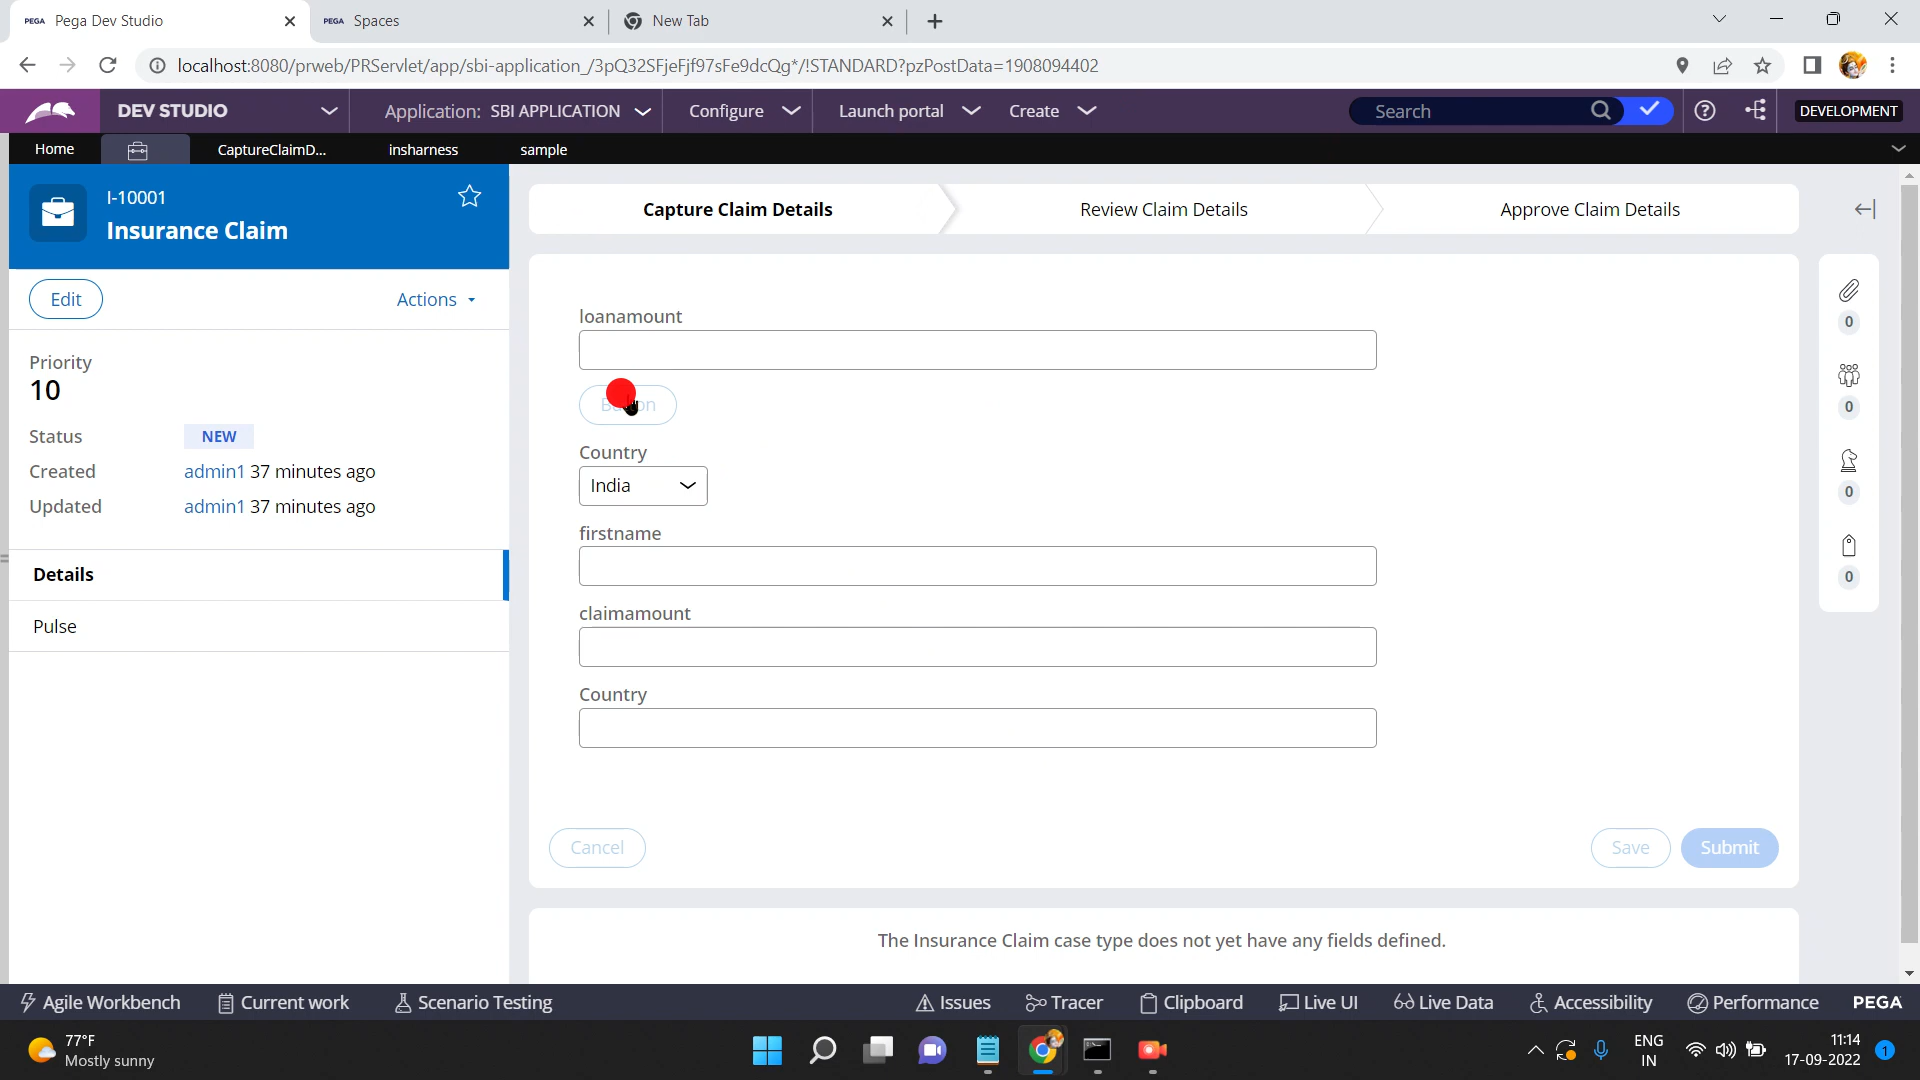 PEGA Pega Dev Studio
PEGA Spaces
New Tab
localhost:8080/prweb/PRServlet/app/sbi-application_/3pQ32SFjeFjf97sFe9dcQg*/!STANDARD?pzPostData=1908094402
DEV STUDIO
Application: SBI APPLICATION
Configure
Launch portal
Create
Search
DEVELOPMENT
Home
CaptureClaimD...
insharness
sample
I-10001
Insurance Claim
Edit
Actions
Priority
10
Status NEW
Created admin1 37 minutes ago
Updated admin1 37 minutes ago
Details
Pulse
Capture Claim Details
Review Claim Details
Approve Claim Details
loanamount
Country
India
firstname
claimamount
Country
Cancel
Save
Submit
0
0
0
0
The Insurance Claim case type does not yet have any fields defined.
Agile Workbench
Current work
Scenario Testing
Issues
Tracer
Clipboard
Live UI
Live Data
Accessibility
Performance
PEGA
77°F
Mostly sunny
ENG
IN
11:14
17-09-2022
1